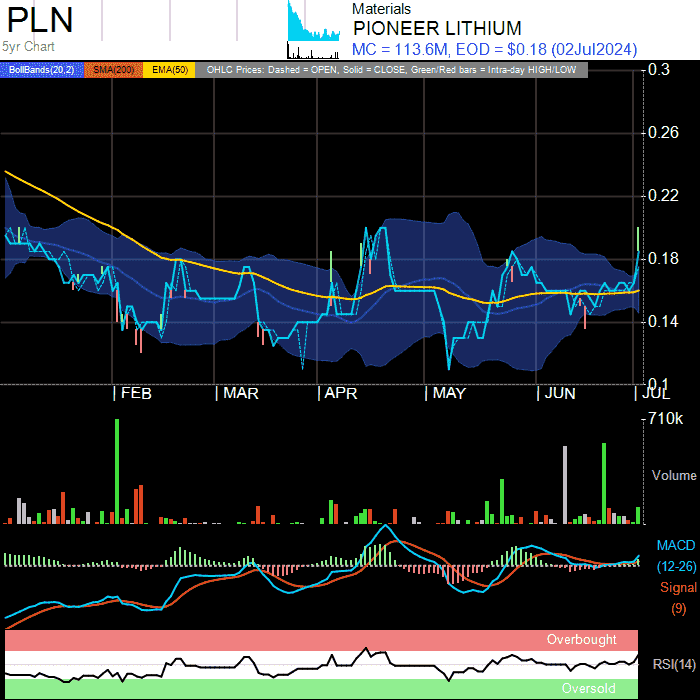 PLN
5yr Chart
Materials
PIONEER LITHIUM
MC = 113.6M, EOD = $0.18 (02Jul2024)
BollBands(20,2) SMA(200) EMA(50) OHLC Prices: Dashed = OPEN, Solid = CLOSE, Green/Red bars = Intra-day HIGH/LOW
0.3
0.26
0.22
0.18
0.14
0.1
FEB MAR APR MAY JUN JUL
710k
Volume
MACD
(12-26)
Signal
(9)
Overbought
RSI(14)
Oversold